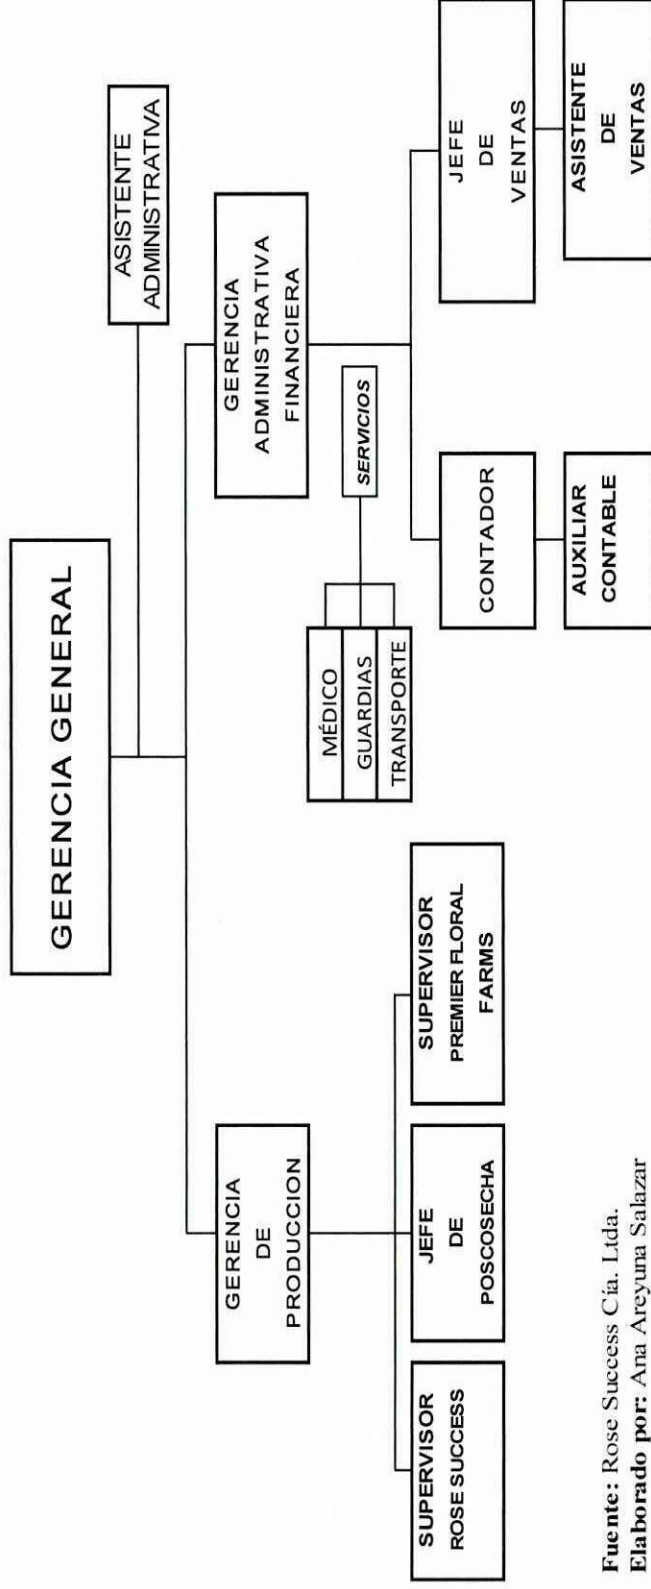 GERENCIA GENERAL
ASISTENTE
ADMINISTRATIVA
GERENCIA
DE
PRODUCCION
GERENCIA
ADMINISTRATIVA
FINANCIERA
SERVICIOS
MÉDICO
GUARDIAS
TRANSPORTE
SUPERVISOR
ROSE SUCCESS
JEFE
DE
POSCOSECHA
SUPERVISOR
PREMIER FLORAL
FARMS
CONTADOR
JEFE
DE
VENTAS
AUXILIAR
CONTABLE
ASISTENTE
DE
VENTAS
Fuente: Rose Success Cía. Ltda.
Elaborado por: Ana Areyuna Salazar